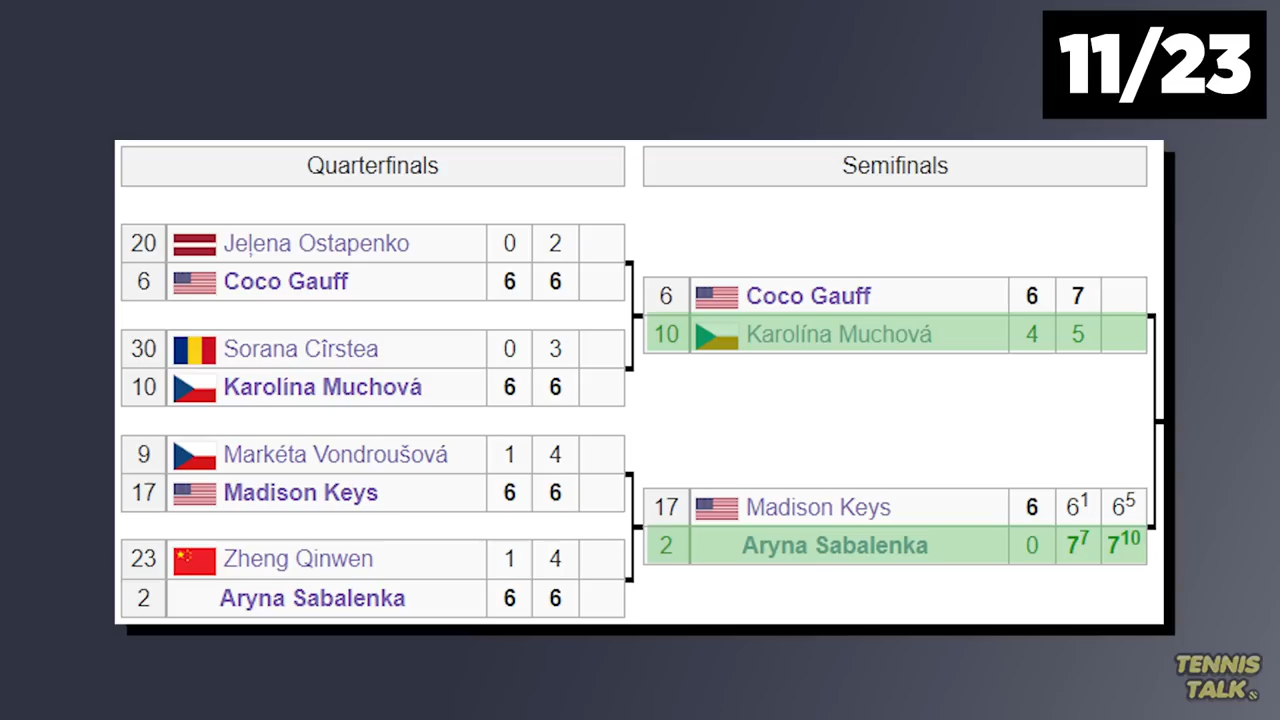 11/23
Quarterfinals
Semifinals
20 Jeļena Ostapenko 0 2
6 Coco Gauff 6 6
30 Sorana Cîrstea 0 3
10 Karolína Muchová 6 6
9 Markéta Vondroušová 1 4
17 Madison Keys 6 6
23 Zheng Qinwen 1 4
2 Aryna Sabalenka 6 6
6 Coco Gauff 6 7
10 Karolína Muchová 4 5
17 Madison Keys 6 6¹ 6⁵
2 Aryna Sabalenka 0 7⁷ 7¹⁰
TENNIS
TALK